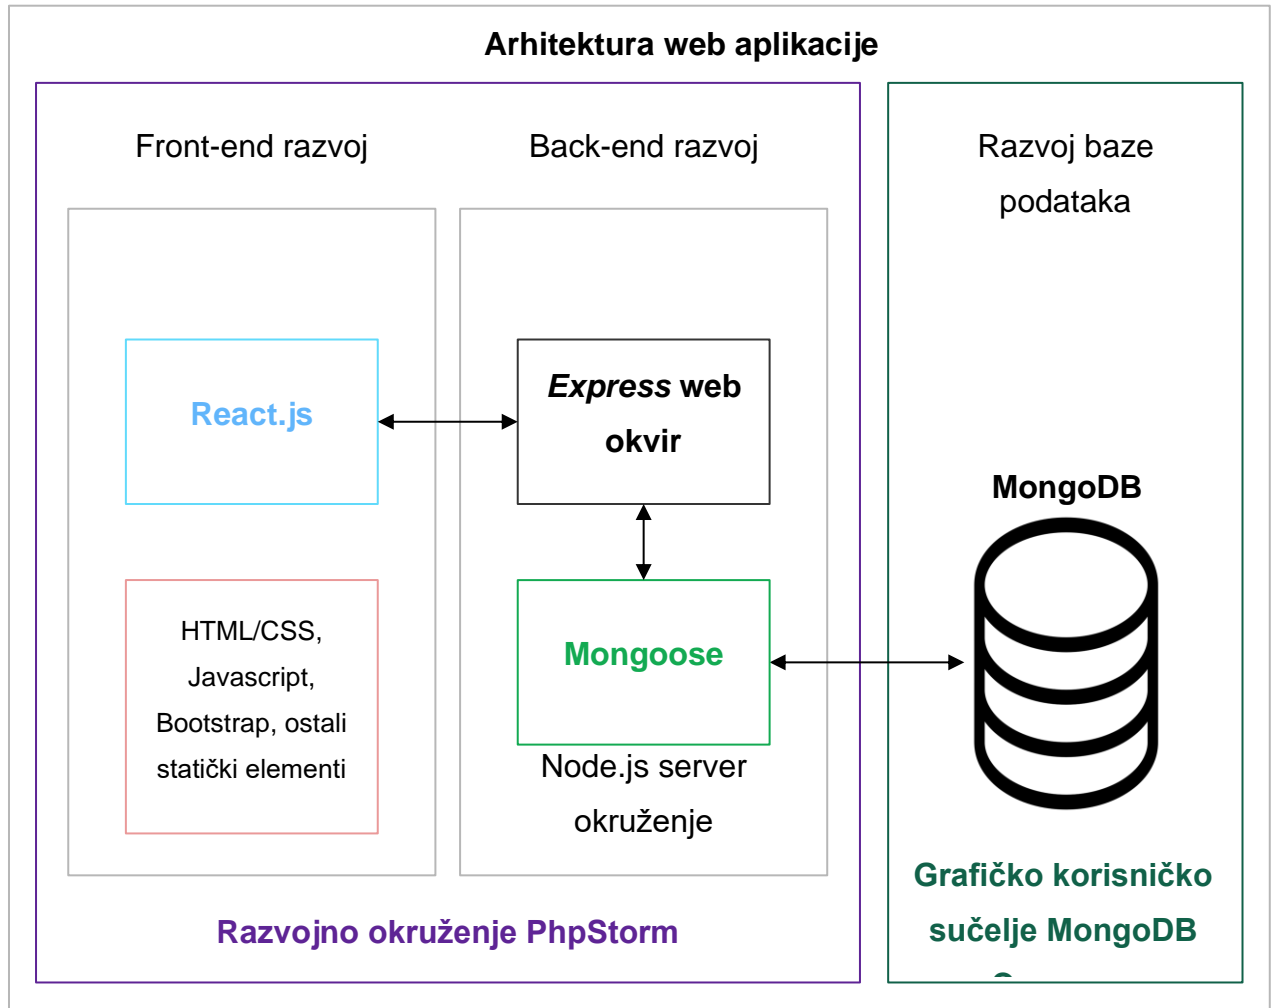 Arhitektura web aplikacije
Front-end razvoj
Back-end razvoj
Razvoj baze
podataka
React.js
Express web
okvir
MongoDB
HTML/CSS,
Javascript,
Bootstrap, ostali
statički elementi
Mongoose
Node.js server
okruženje
Razvojno okruženje PhpStorm
Grafičko korisničko
sučelje MongoDB